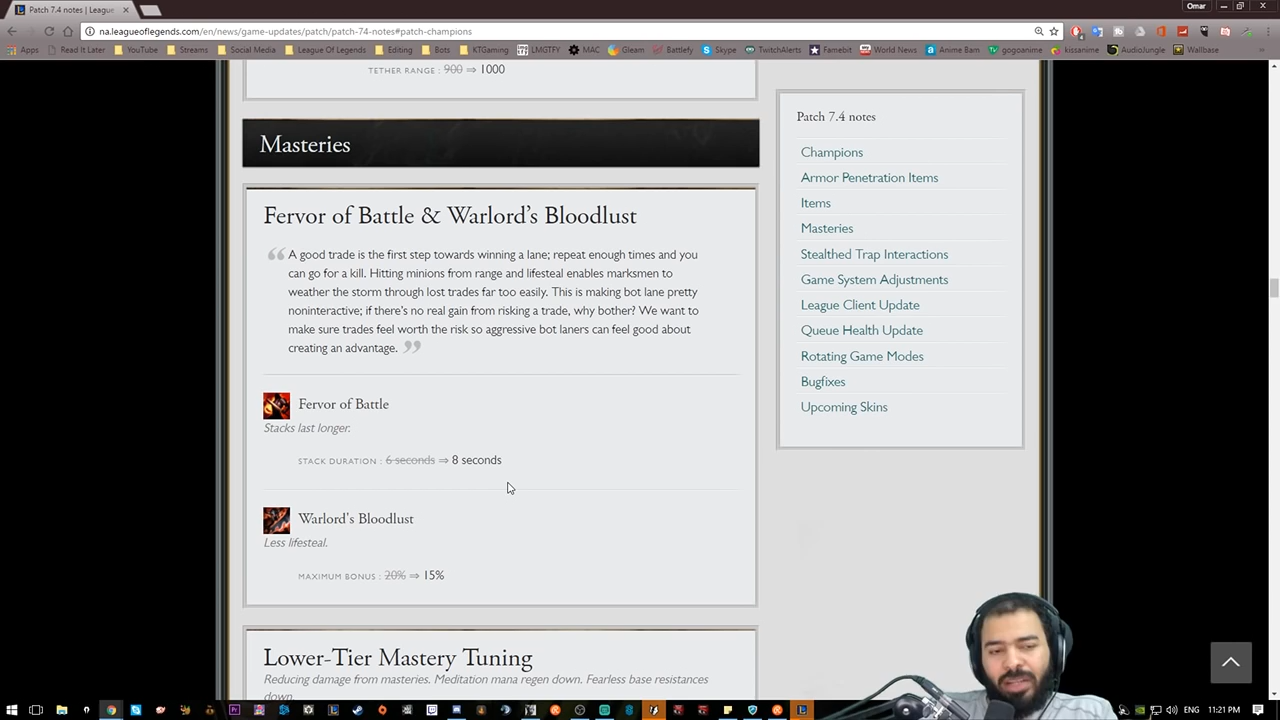 Patch 7.4 notes | League
Omar
na.leagueoflegends.com/en/news/game-updates/patch/patch-74-notes#patch-champions
Apps Read It Later YouTube Streams Social Media League Of Legends Editing Bots KTGaming LMGTFY MAC Gleam Battlefy Skype TwitchAlerts Famebit World News Anime Bam gogoanime kissanime AudioJungle Wallbase
TETHER RANGE : 900 ⇒ 1000
Masteries
Fervor of Battle & Warlord's Bloodlust
“ A good trade is the first step towards winning a lane; repeat enough times and you
can go for a kill. Hitting minions from range and lifesteal enables marksmen to
weather the storm through lost trades far too easily. This is making bot lane pretty
noninteractive; if there's no real gain from risking a trade, why bother? We want to
make sure trades feel worth the risk so aggressive bot laners can feel good about
creating an advantage. ”
Fervor of Battle
Stacks last longer.
STACK DURATION : 6 seconds ⇒ 8 seconds
Warlord's Bloodlust
Less lifesteal.
MAXIMUM BONUS : 20% ⇒ 15%
Lower-Tier Mastery Tuning
Reducing damage from masteries. Meditation mana regen down. Fearless base resistances
down.
Patch 7.4 notes
Champions
Armor Penetration Items
Items
Masteries
Stealthed Trap Interactions
Game System Adjustments
League Client Update
Queue Health Update
Rotating Game Modes
Bugfixes
Upcoming Skins
11:21 PM